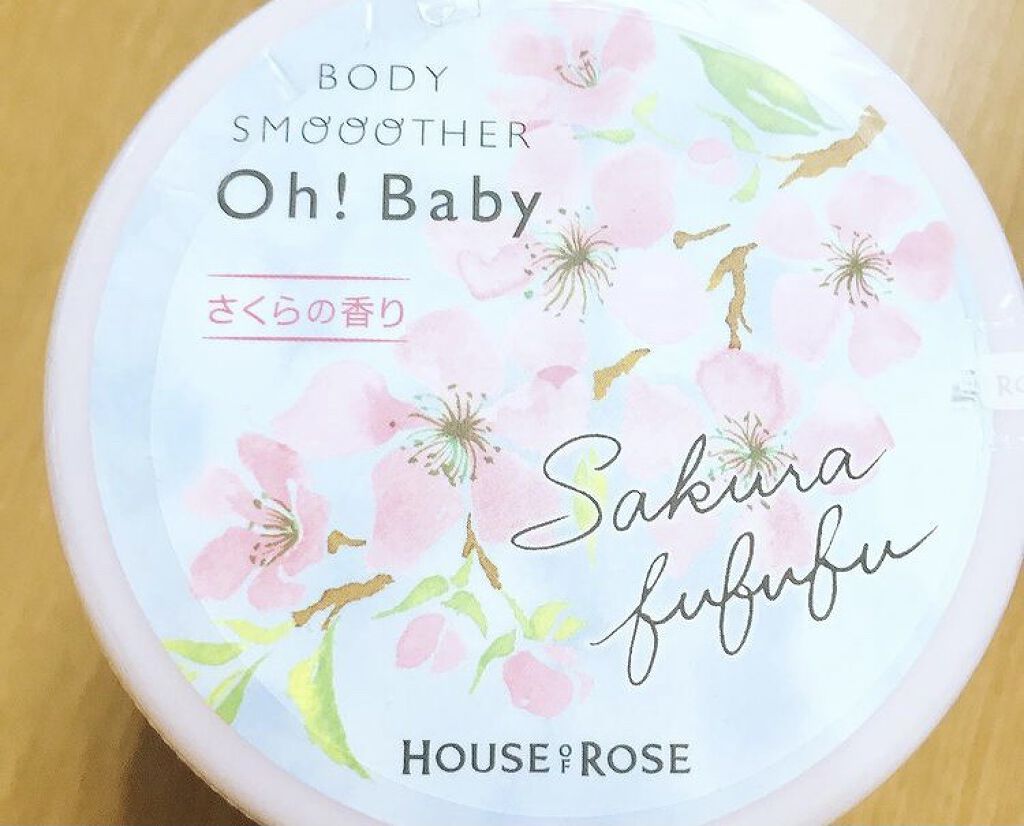 BODY
SMOOOTHER
Oh! Baby
さくらの香り
Sakura
fufufu
HOUSE OF ROSE